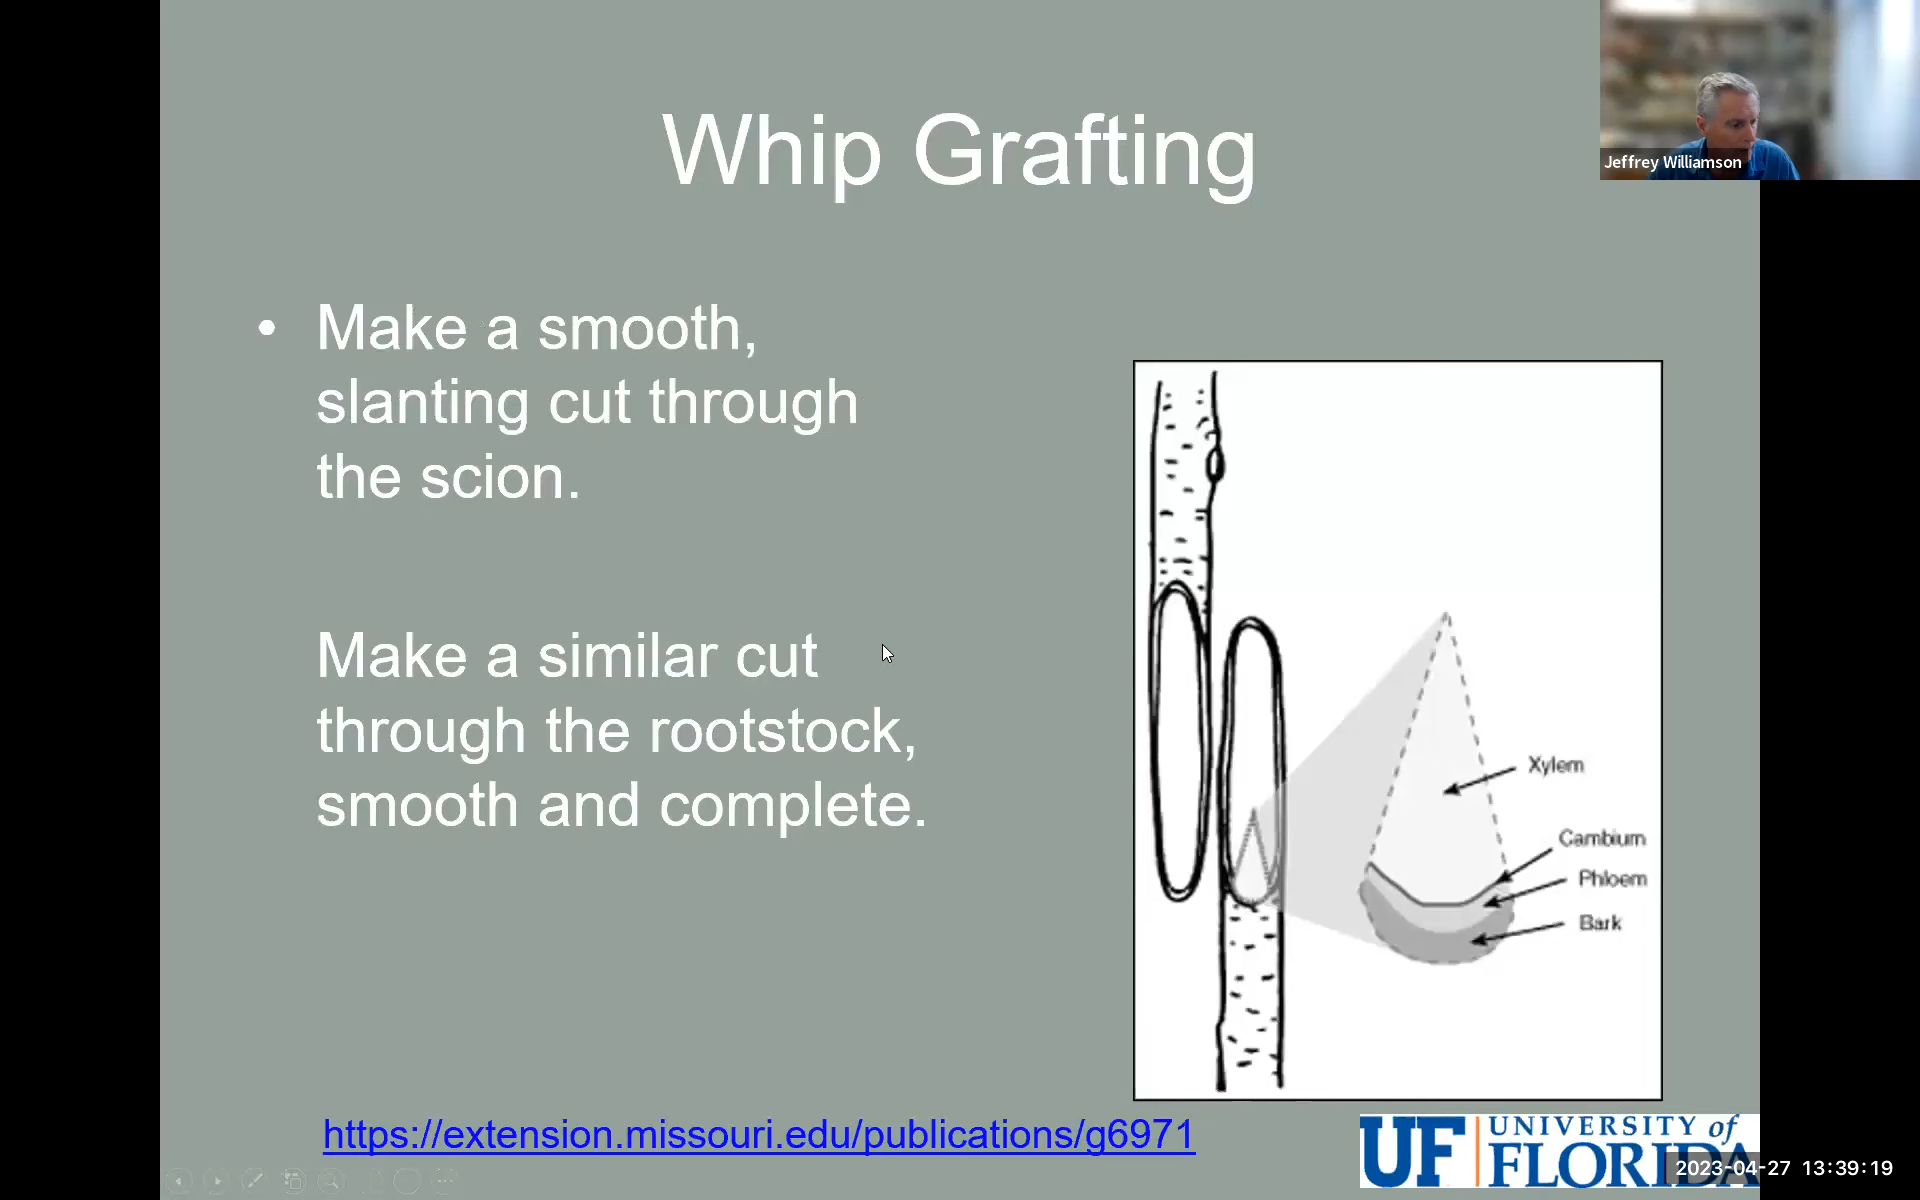 Whip Grafting
Jeffrey Williamson
• Make a smooth,
slanting cut through
the scion.
Make a similar cut
through the rootstock,
smooth and complete.
Xylem
Cambium
Phloem
Bark
https://extension.missouri.edu/publications/g6971
UF UNIVERSITY of
FLORIDA
2023-04-27 13:39:19